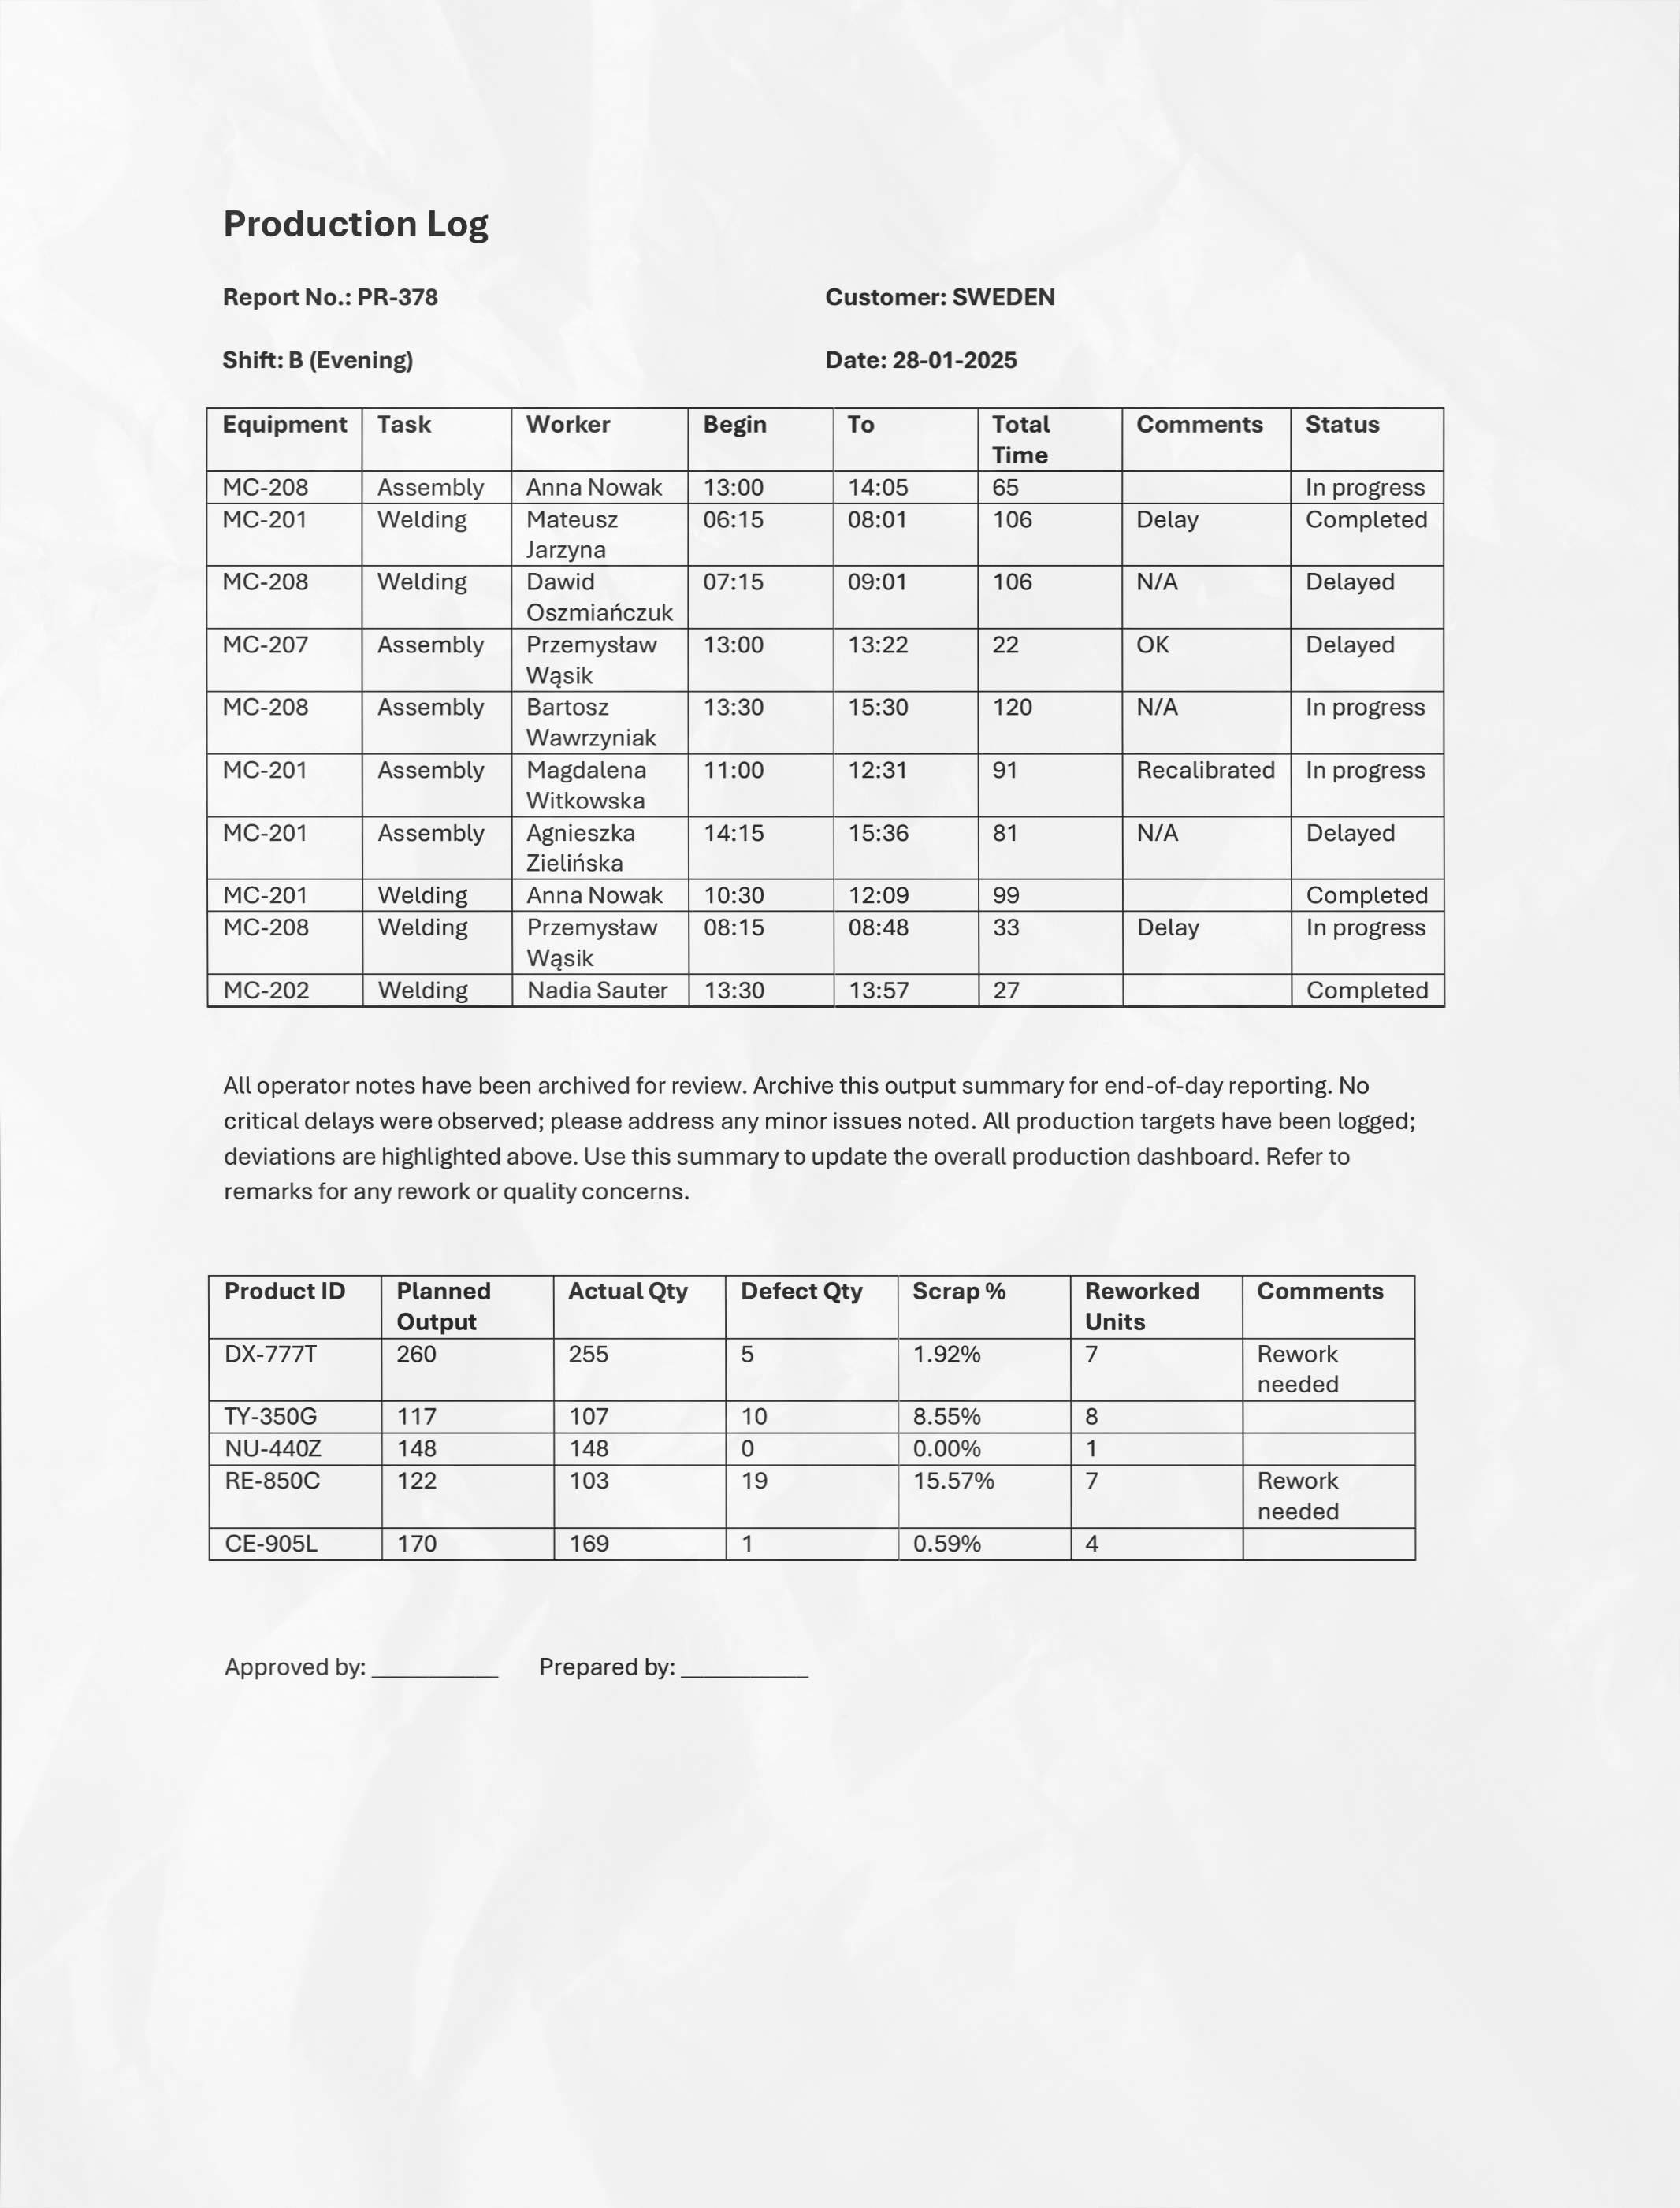 Production Log
Report No.: PR-378 Customer: SWEDEN
Shift: B (Evening) Date: 28-01-2025
Equipment Task Worker Begin To Total Time Comments Status
MC-208 Assembly Anna Nowak 13:00 14:05 65 In progress
MC-201 Welding Mateusz Jarzyna 06:15 08:01 106 Delay Completed
MC-208 Welding Dawid Oszmiańczuk 07:15 09:01 106 N/A Delayed
MC-207 Assembly Przemysław Wąsik 13:00 13:22 22 OK Delayed
MC-208 Assembly Bartosz Wawrzyniak 13:30 15:30 120 N/A In progress
MC-201 Assembly Magdalena Witkowska 11:00 12:31 91 Recalibrated In progress
MC-201 Assembly Agnieszka Zielińska 14:15 15:36 81 N/A Delayed
MC-201 Welding Anna Nowak 10:30 12:09 99 Completed
MC-208 Welding Przemysław Wąsik 08:15 08:48 33 Delay In progress
MC-202 Welding Nadia Sauter 13:30 13:57 27 Completed
All operator notes have been archived for review. Archive this output summary for end-of-day reporting. No
critical delays were observed; please address any minor issues noted. All production targets have been logged;
deviations are highlighted above. Use this summary to update the overall production dashboard. Refer to
remarks for any rework or quality concerns.
Product ID Planned Output Actual Qty Defect Qty Scrap % Reworked Units Comments
DX-777T 260 255 5 1.92% 7 Rework needed
TY-350G 117 107 10 8.55% 8
NU-440Z 148 148 0 0.00% 1
RE-850C 122 103 19 15.57% 7 Rework needed
CE-905L 170 169 1 0.59% 4
Approved by: __________ Prepared by: __________